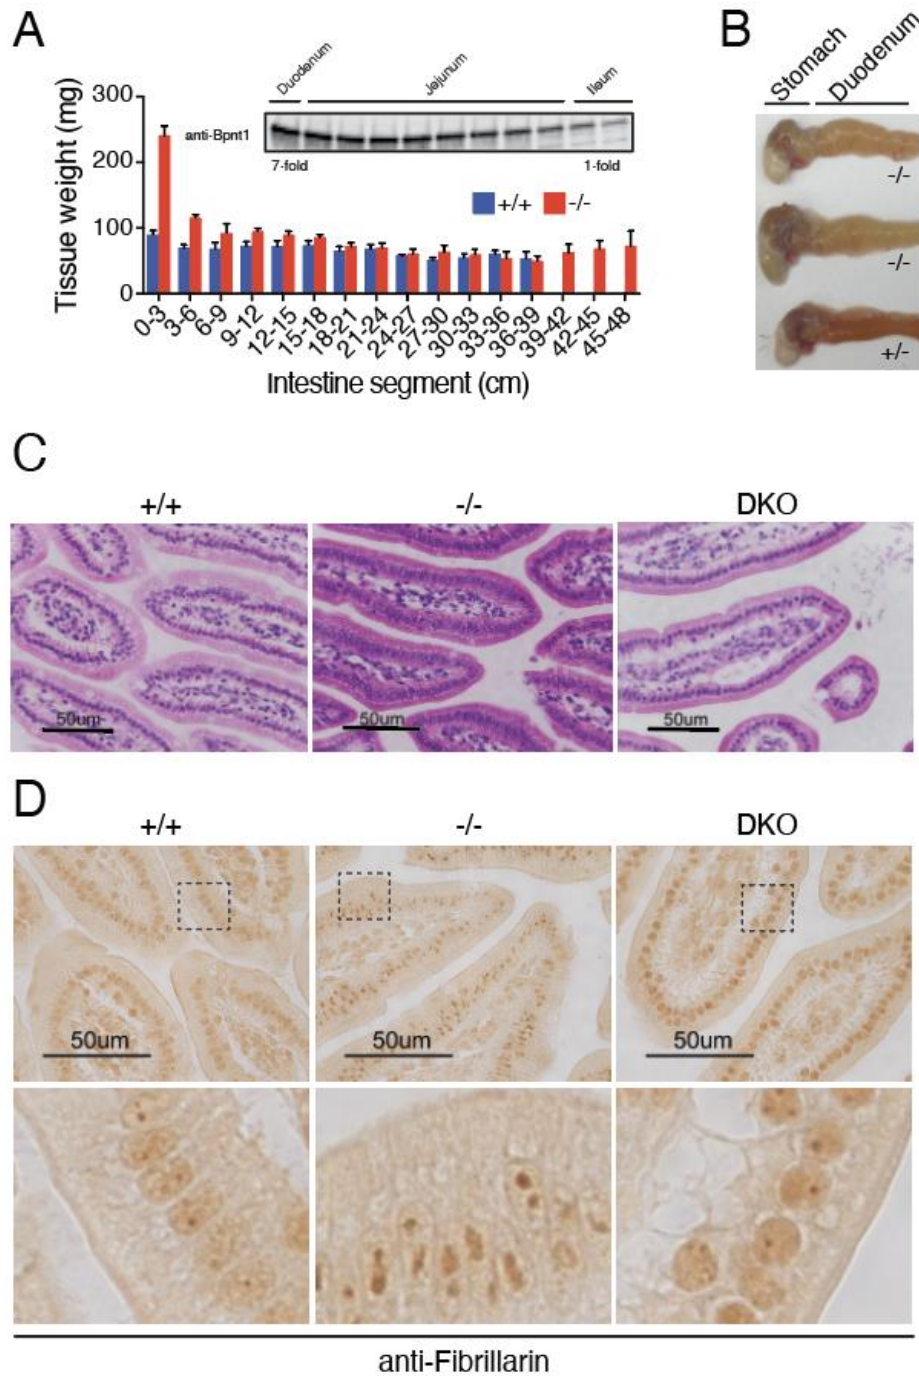 A
B
Duodenum
Jejunum
Ileum
Stomach
Duodenum
Tissue weight (mg)
300
200
100
0
anti-Bpnt1
7-fold
1-fold
+/+
-/-
-/-
-/-
+/-
0-3
3-6
6-9
9-12
12-15
15-18
18-21
21-24
24-27
27-30
30-33
33-36
36-39
39-42
42-45
45-48
Intestine segment (cm)
C
+/+
-/-
DKO
50um
50um
50um
D
+/+
-/-
DKO
50um
50um
50um
anti-Fibrillarin